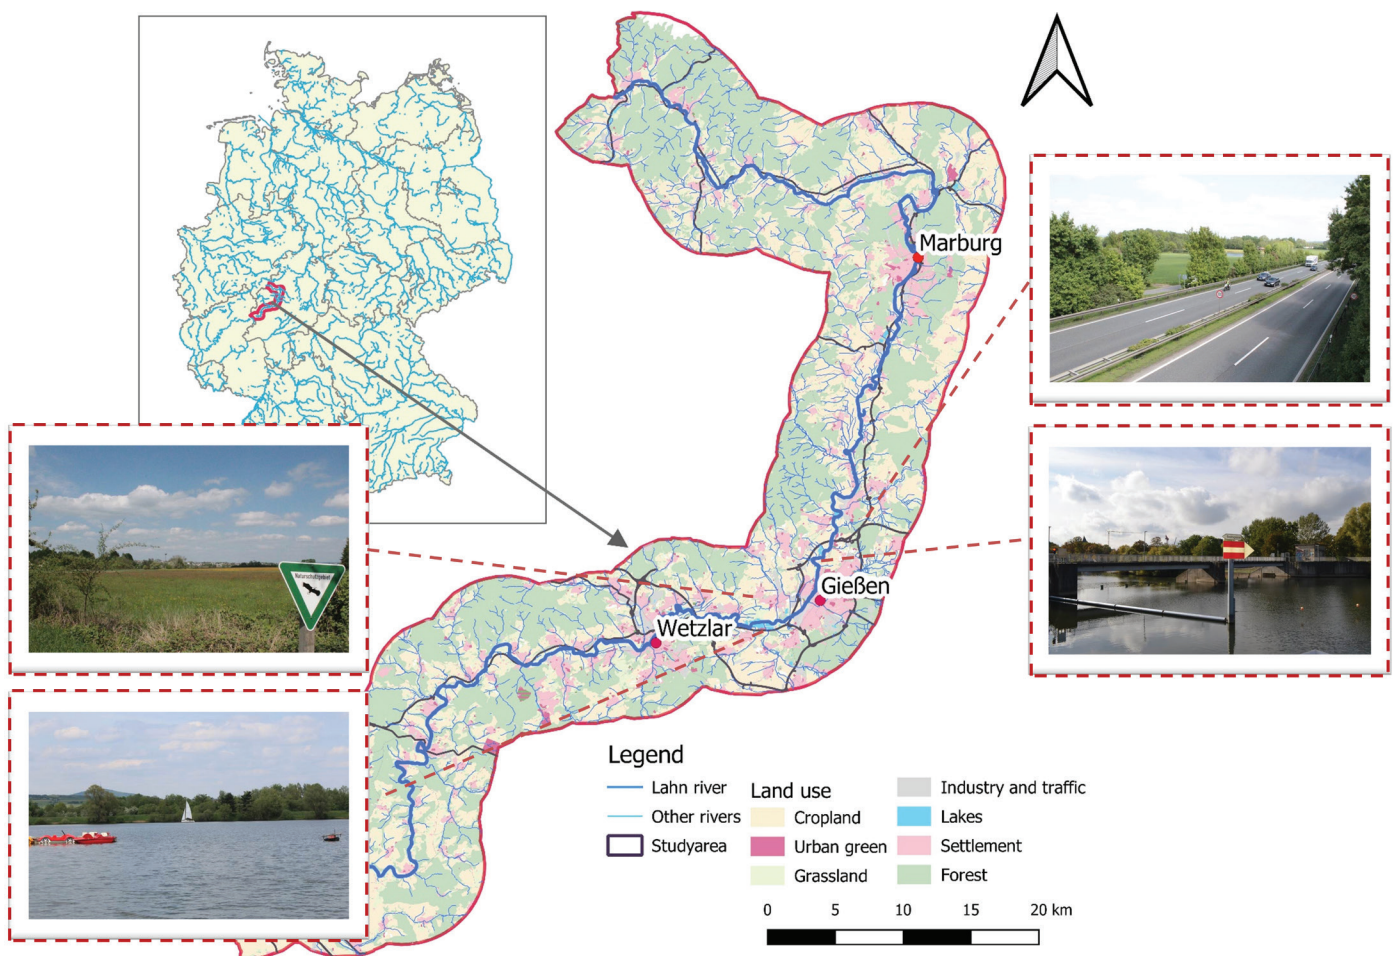 Marburg
Gießen
Wetzlar
Naturschutzgebiet
Legend
Lahn river
Other rivers
Studyarea
Land use
Cropland
Urban green
Grassland
Industry and traffic
Lakes
Settlement
Forest
0 5 10 15 20 km